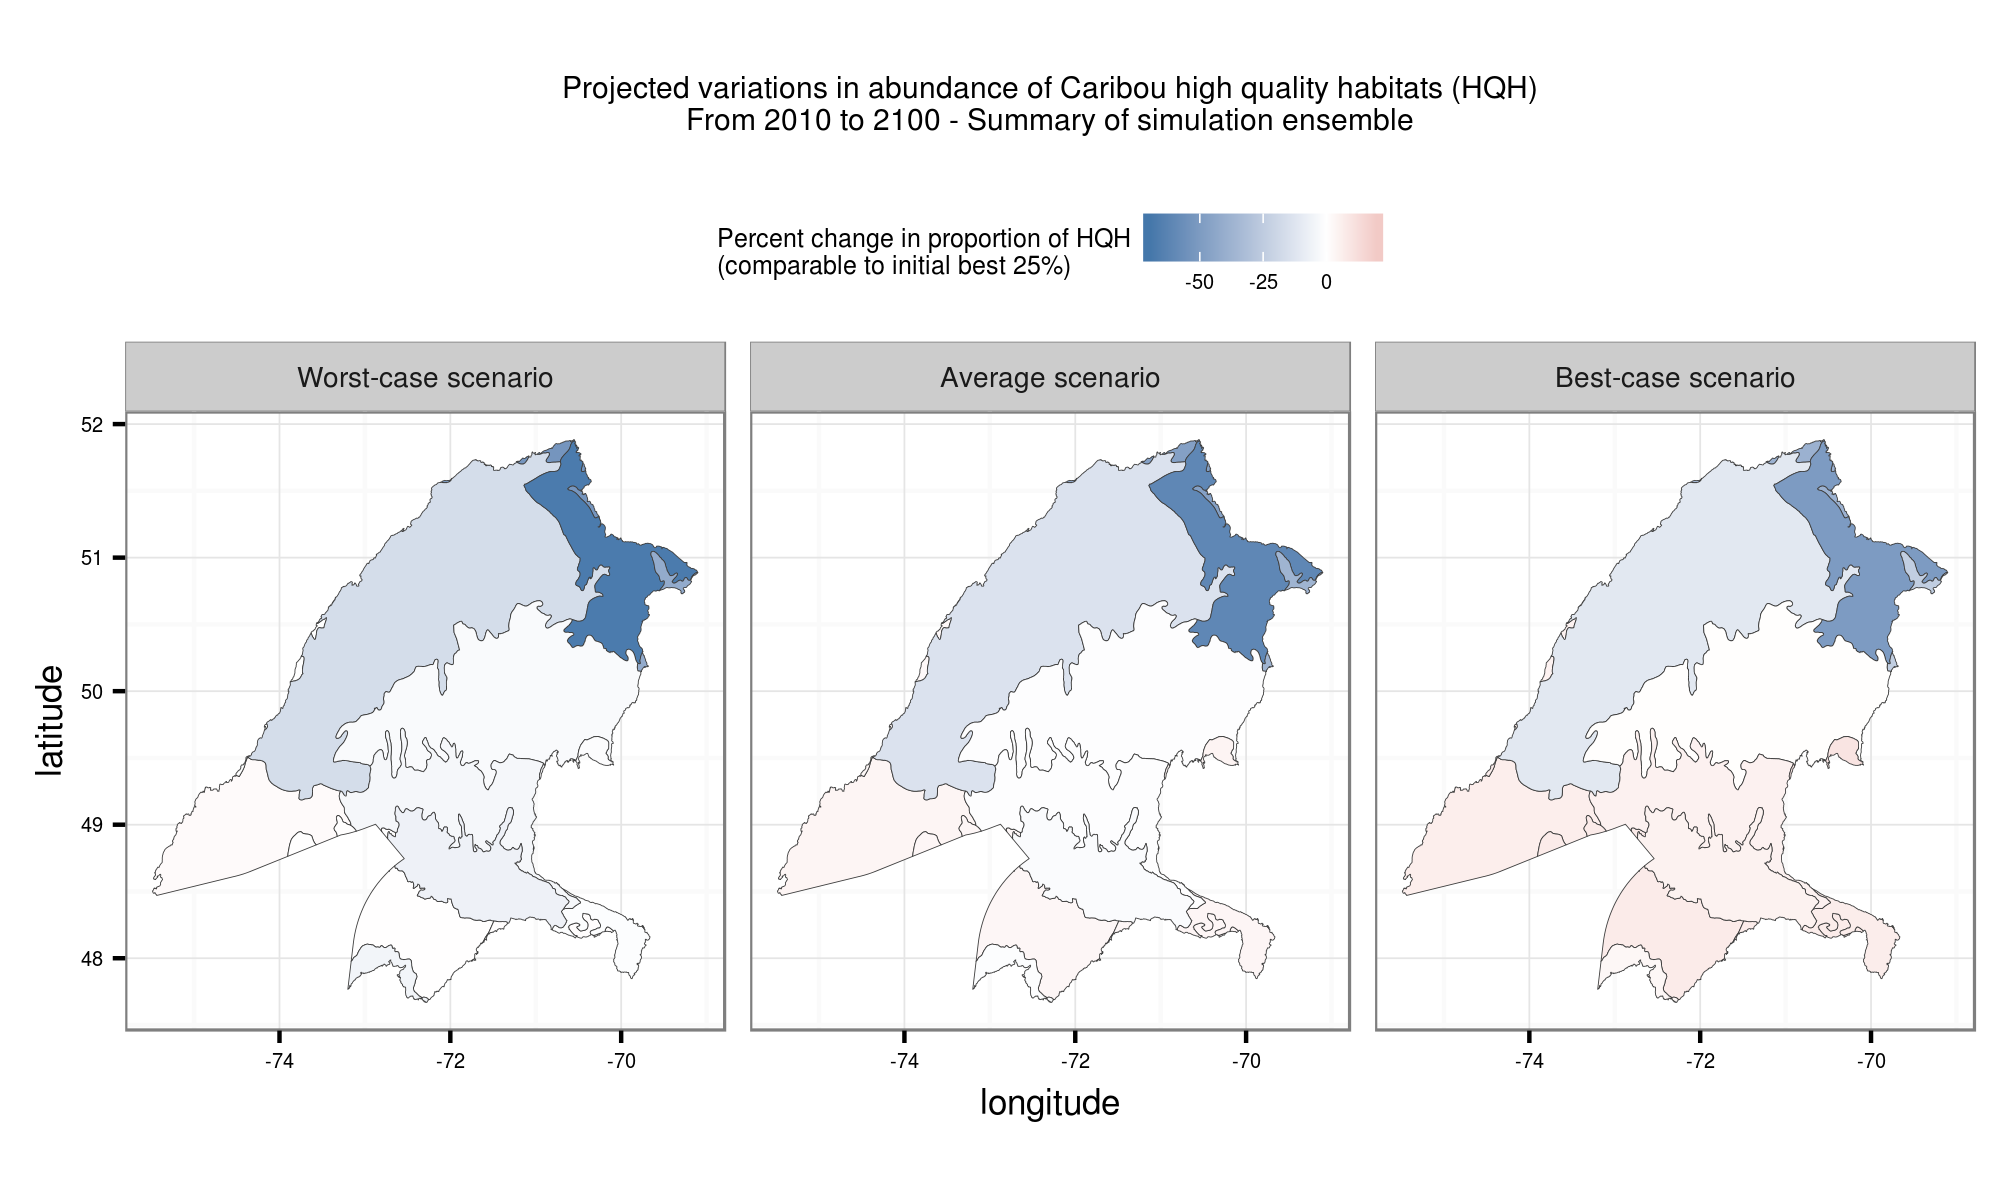 Projected variations in abundance of Caribou high quality habitats (HQH)
From 2010 to 2100 - Summary of simulation ensemble
Percent change in proportion of HQH
(comparable to initial best 25%)
-50 -25 0
Worst-case scenario Average scenario Best-case scenario
52
51
50
49
48
latitude
-74 -72 -70 -74 -72 -70 -74 -72 -70
longitude